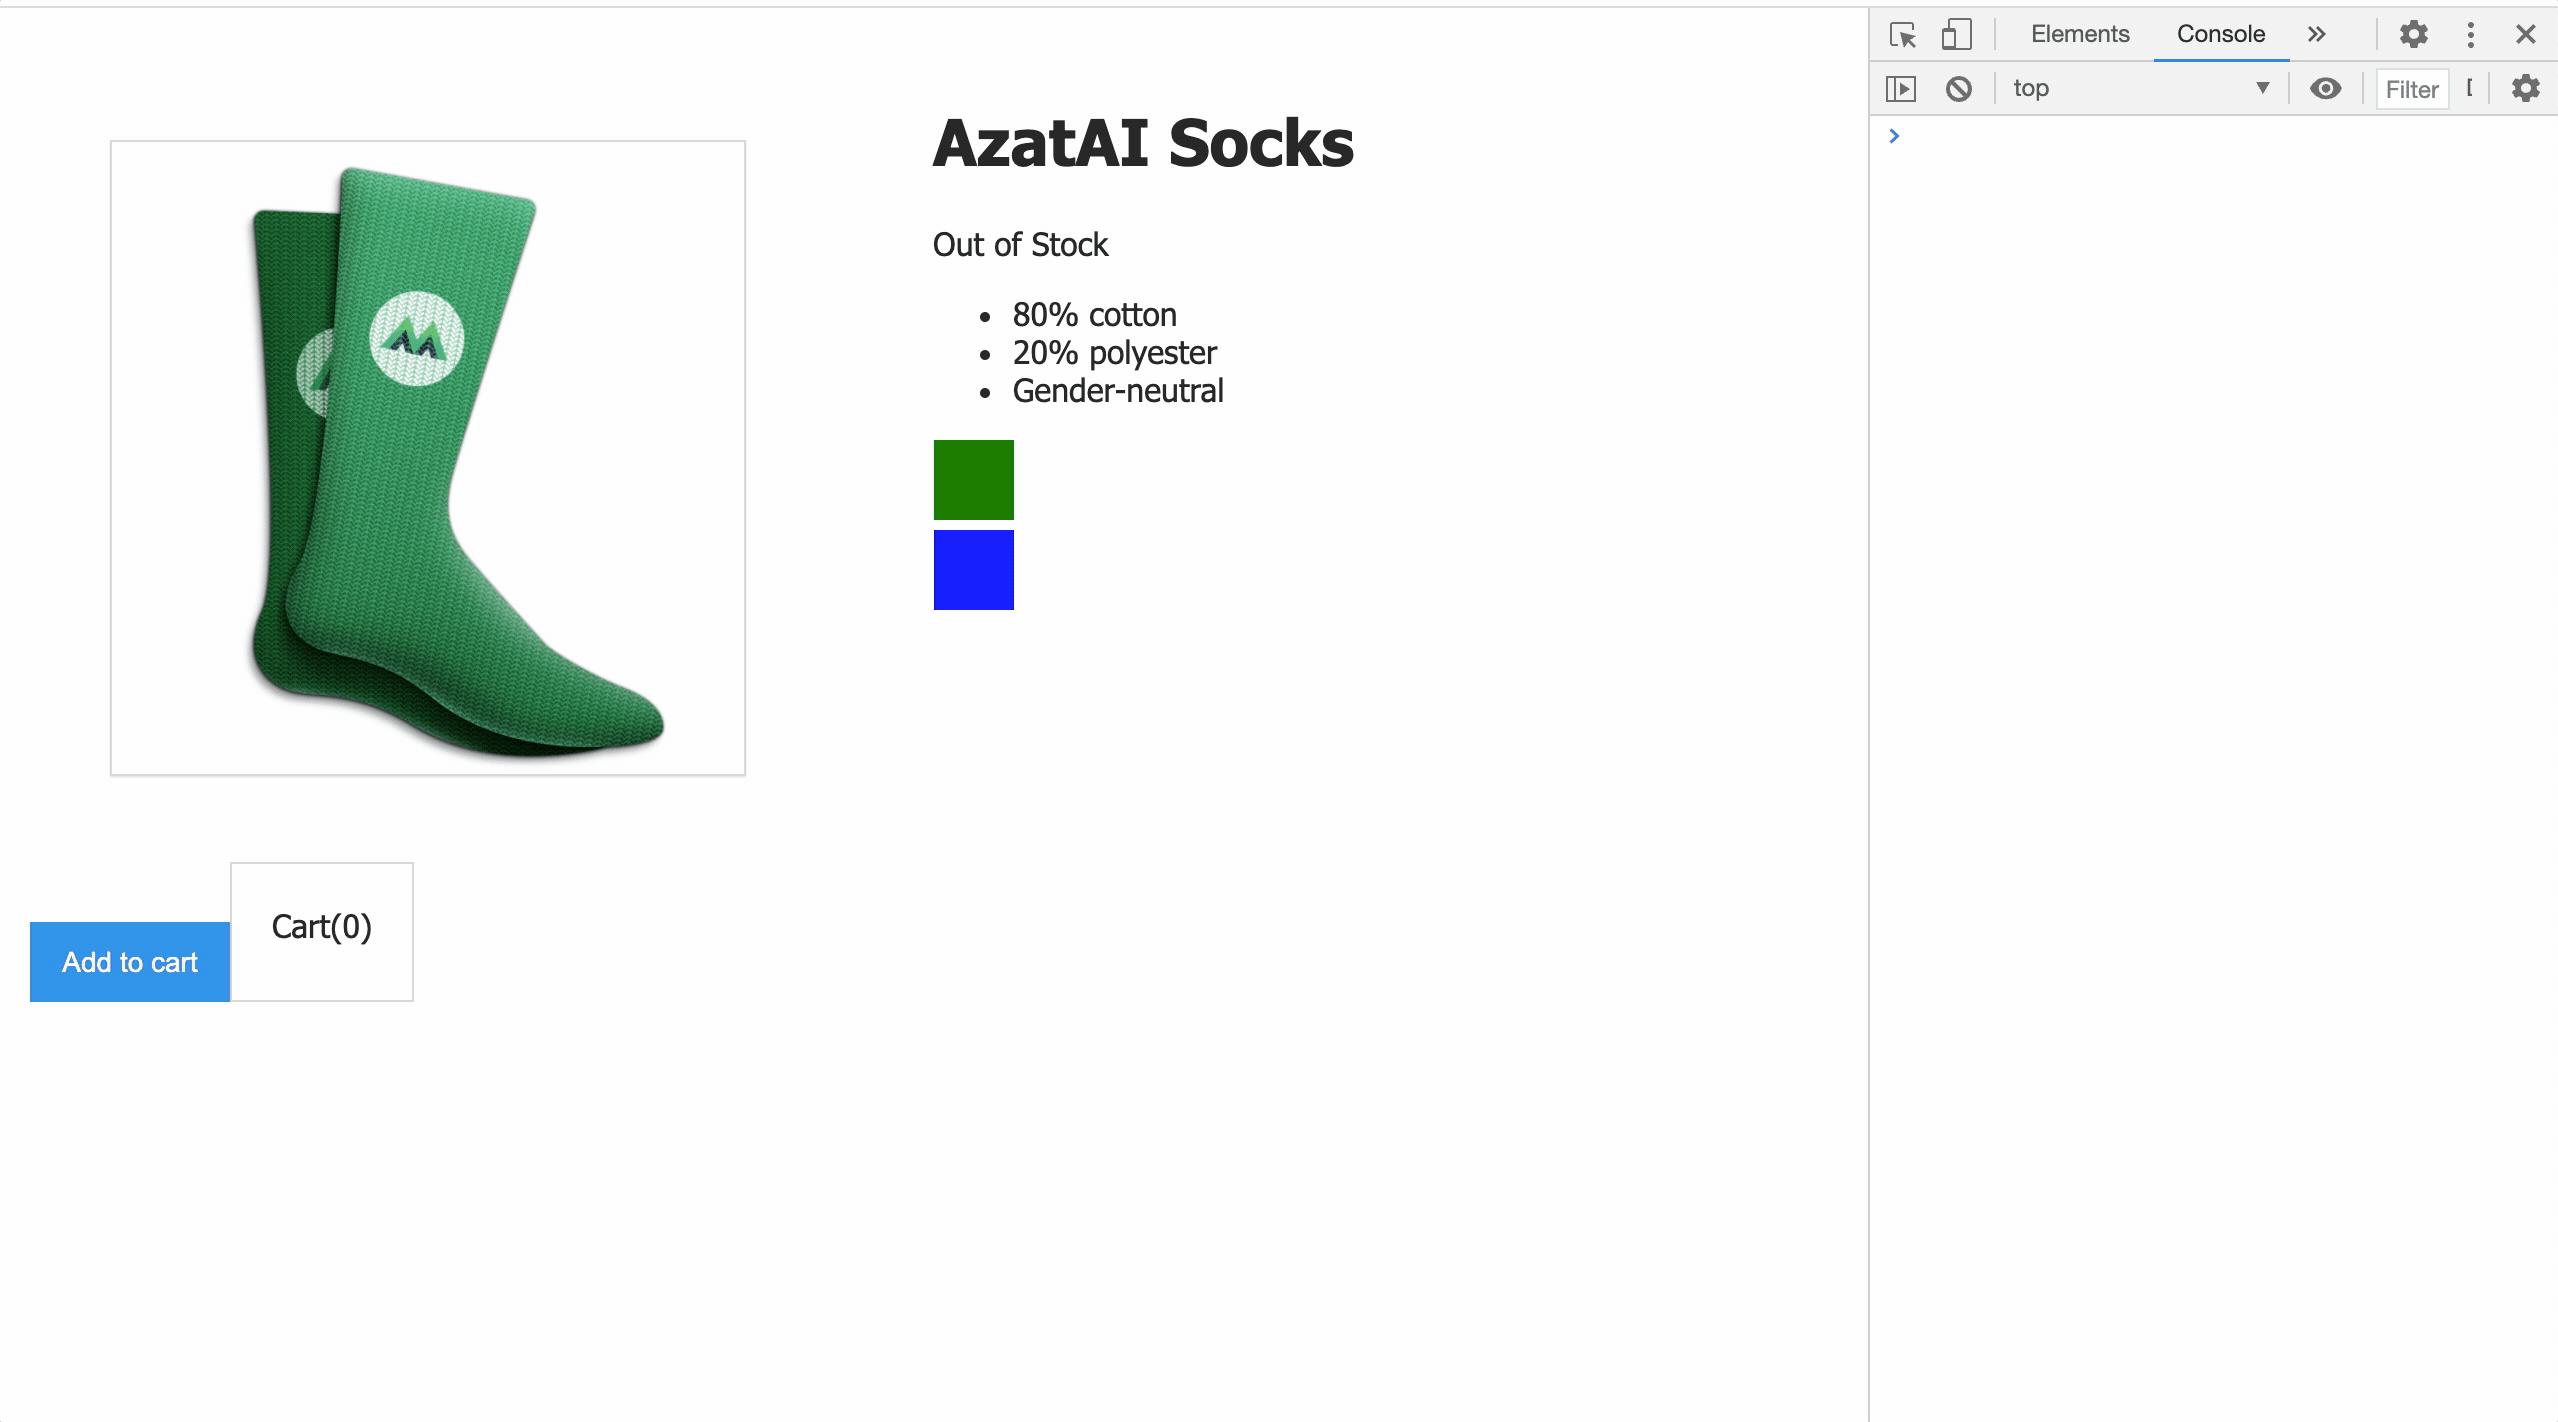 AzatAI Socks
Out of Stock
80% cotton
20% polyester
Gender-neutral
Add to cart
Cart(0)
Elements
Console
top
Filter